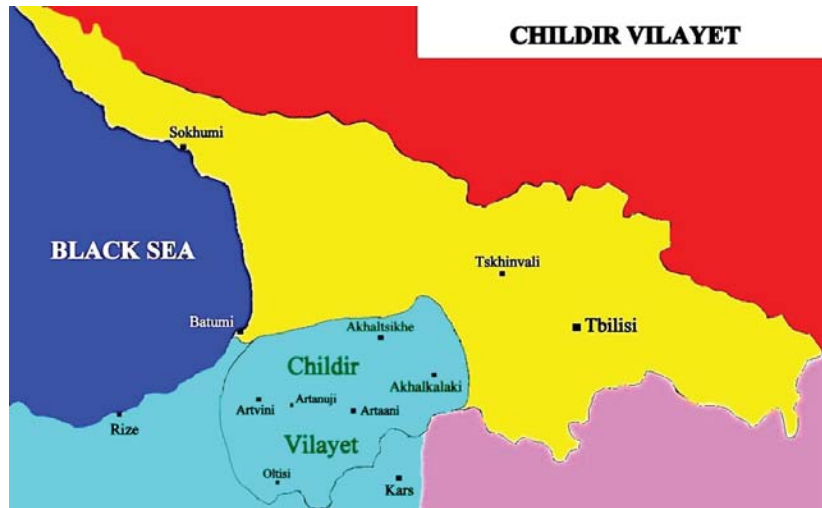 CHILDIR VILAYET
Sokhumi
BLACK SEA
Tskhinvali
Batumi
Akhaltsikhe
Tbilisi
Childir
Akhalkalaki
Artvini
Artanuji
Artaani
Rize
Vilayet
Oltisi
Kars